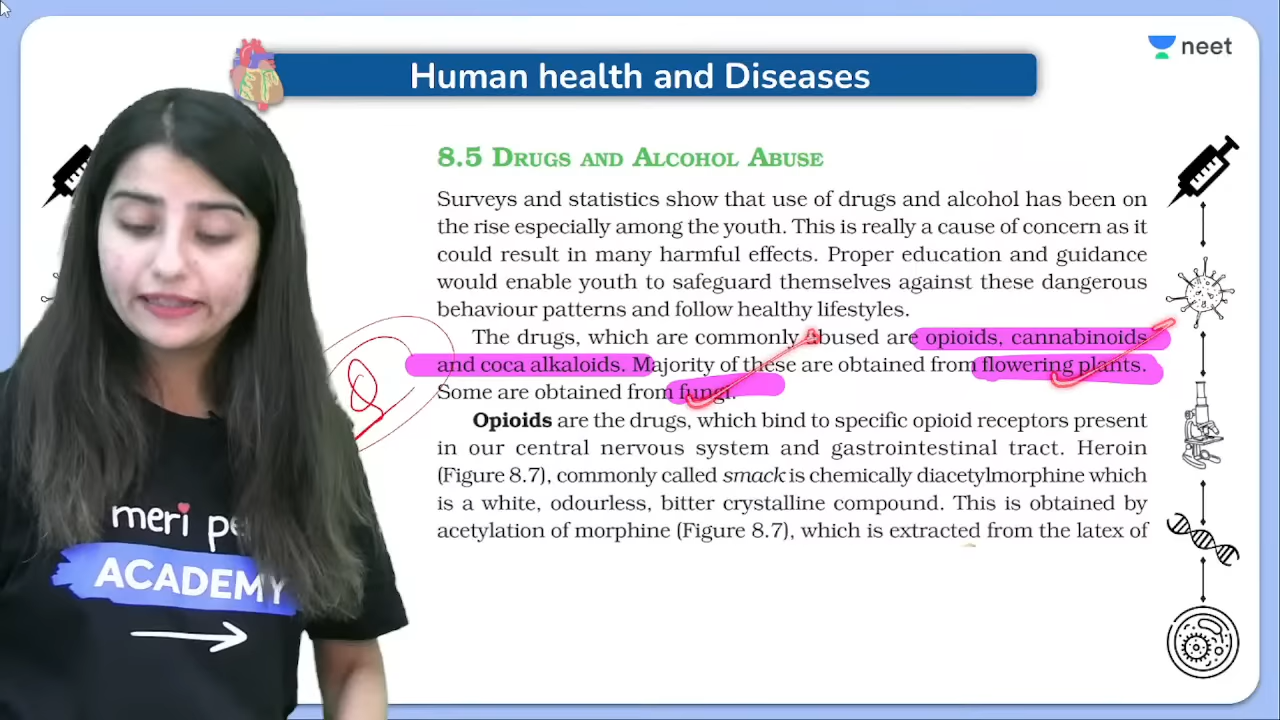 neet
Human health and Diseases
8.5 DRUGS AND ALCOHOL ABUSE
Surveys and statistics show that use of drugs and alcohol has been on
the rise especially among the youth. This is really a cause of concern as it
could result in many harmful effects. Proper education and guidance
would enable youth to safeguard themselves against these dangerous
behaviour patterns and follow healthy lifestyles.
The drugs, which are commonly abused are opioids, cannabinoids
and coca alkaloids. Majority of these are obtained from flowering plants.
Some are obtained from fungi.
Opioids are the drugs, which bind to specific opioid receptors present
in our central nervous system and gastrointestinal tract. Heroin
(Figure 8.7), commonly called smack is chemically diacetylmorphine which
is a white, odourless, bitter crystalline compound. This is obtained by
acetylation of morphine (Figure 8.7), which is extracted from the latex of
meri pe
ACADEMY